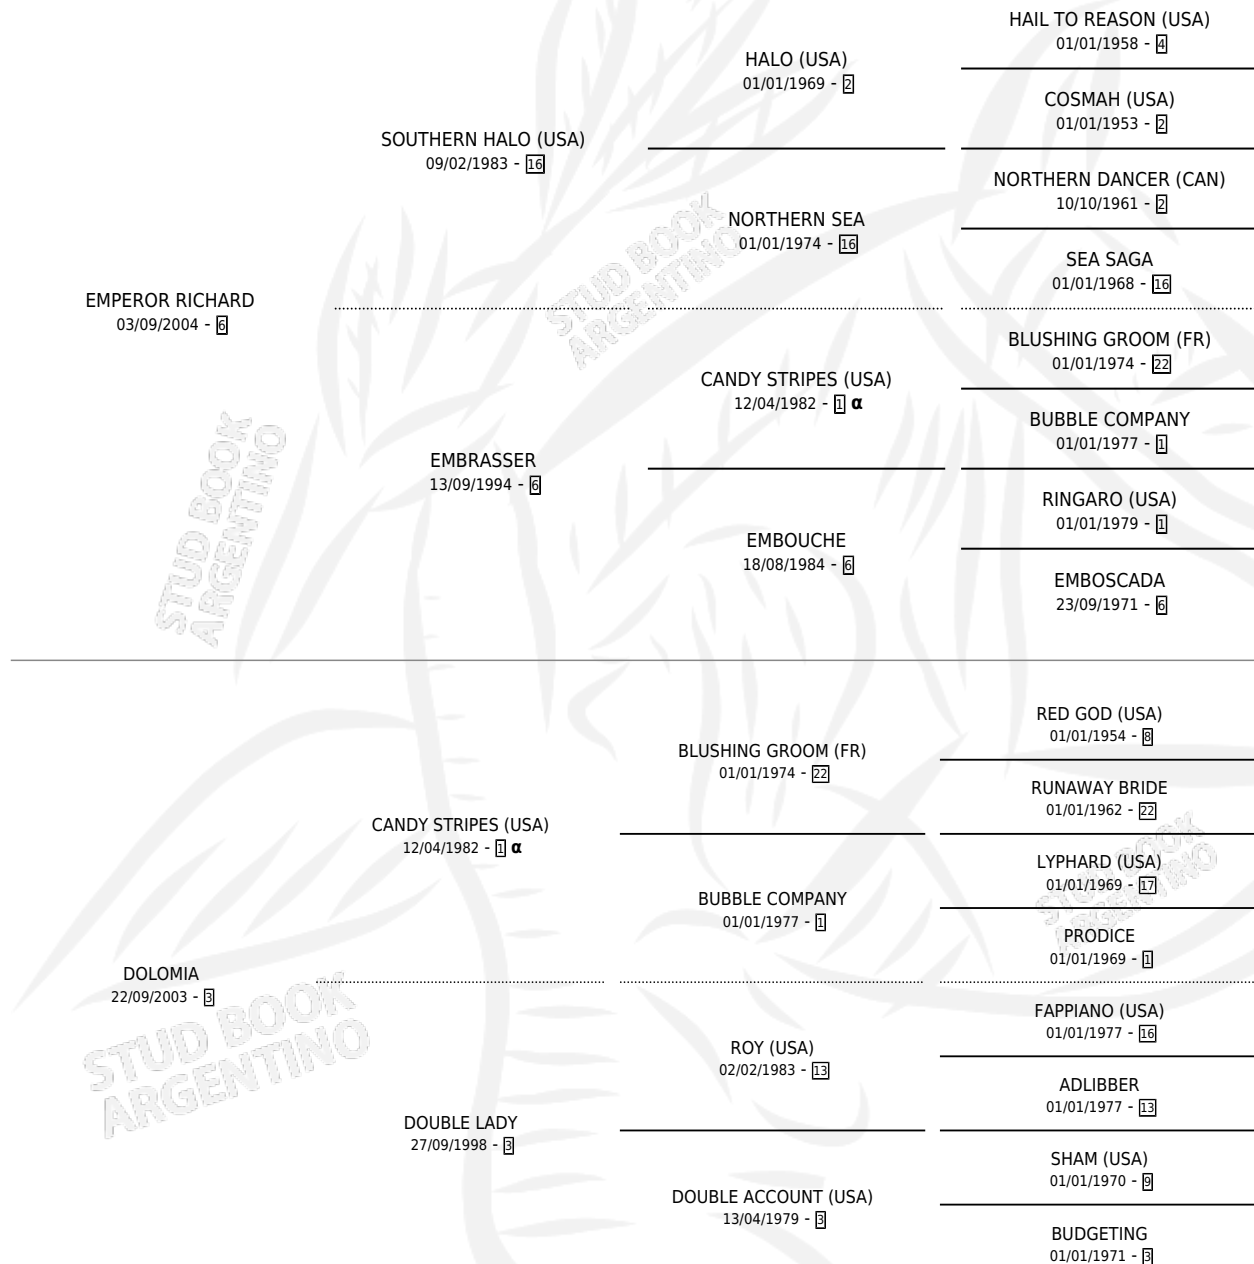 HAIL TO REASON (USA)
01/01/1958 - 4
HALO (USA)
01/01/1969 - 2
COSMAH (USA)
01/01/1953 - 2
SOUTHERN HALO (USA)
09/02/1983 - 16
NORTHERN DANCER (CAN)
10/10/1961 - 2
NORTHERN SEA
01/01/1974 - 16
SEA SAGA
01/01/1968 - 16
STUD BOOK
ARGENTINO
EMPEROR RICHARD
03/09/2004 - 6
BLUSHING GROOM (FR)
01/01/1974 - 22
CANDY STRIPES (USA)
12/04/1982 - 1 α
BUBBLE COMPANY
01/01/1977 - 1
EMBRASSER
13/09/1994 - 6
RINGARO (USA)
01/01/1979 - 1
EMBOUCHE
18/08/1984 - 6
EMBOSCADA
23/09/1971 - 6
STUD BOOK
ARGENTINO
RED GOD (USA)
01/01/1954 - 8
BLUSHING GROOM (FR)
01/01/1974 - 22
RUNAWAY BRIDE
01/01/1962 - 22
CANDY STRIPES (USA)
12/04/1982 - 1 α
LYPHARD (USA)
01/01/1969 - 17
BUBBLE COMPANY
01/01/1977 - 1
PRODICE
01/01/1969 - 1
STUD BOOK
ARGENTINO
DOLOMIA
22/09/2003 - 3
FAPPIANO (USA)
01/01/1977 - 16
ROY (USA)
02/02/1983 - 13
ADLIBBER
01/01/1977 - 13
STUD BOOK
ARGENTINO
DOUBLE LADY
27/09/1998 - 3
SHAM (USA)
01/01/1970 - 9
DOUBLE ACCOUNT (USA)
13/04/1979 - 3
BUDGETING
01/01/1971 - 3